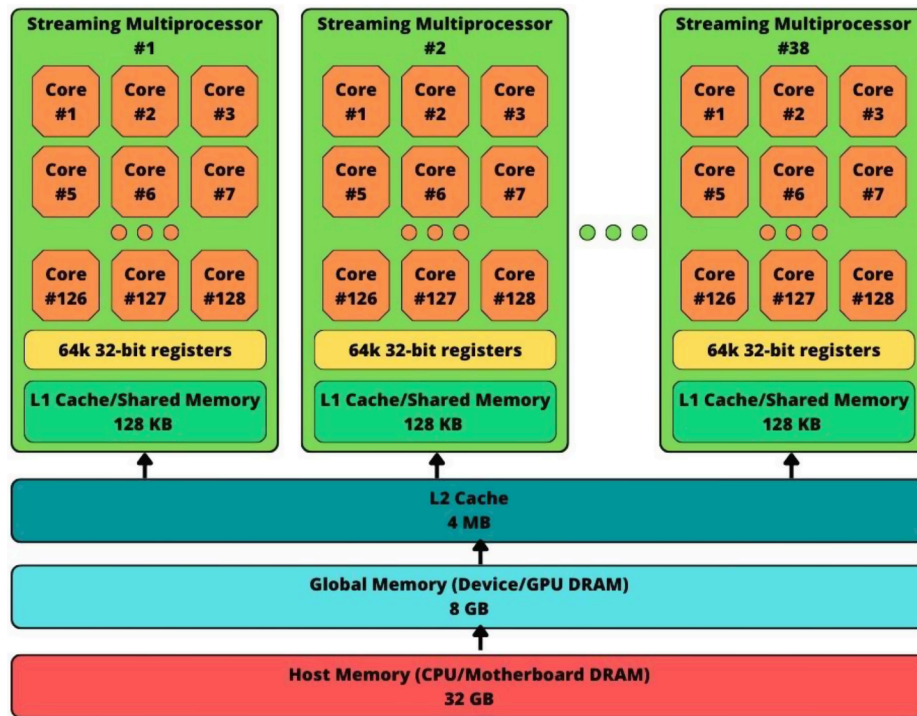 Streaming Multiprocessor
#1
Core
#1
Core
#2
Core
#3
Core
#5
Core
#6
Core
#7
Core
#126
Core
#127
Core
#128
64k 32-bit registers
L1 Cache/Shared Memory
128 KB
Streaming Multiprocessor
#2
Core
#1
Core
#2
Core
#3
Core
#5
Core
#6
Core
#7
Core
#126
Core
#127
Core
#128
64k 32-bit registers
L1 Cache/Shared Memory
128 KB
Streaming Multiprocessor
#38
Core
#1
Core
#2
Core
#3
Core
#5
Core
#6
Core
#7
Core
#126
Core
#127
Core
#128
64k 32-bit registers
L1 Cache/Shared Memory
128 KB
L2 Cache
4 MB
Global Memory (Device/GPU DRAM)
8 GB
Host Memory (CPU/Motherboard DRAM)
32 GB